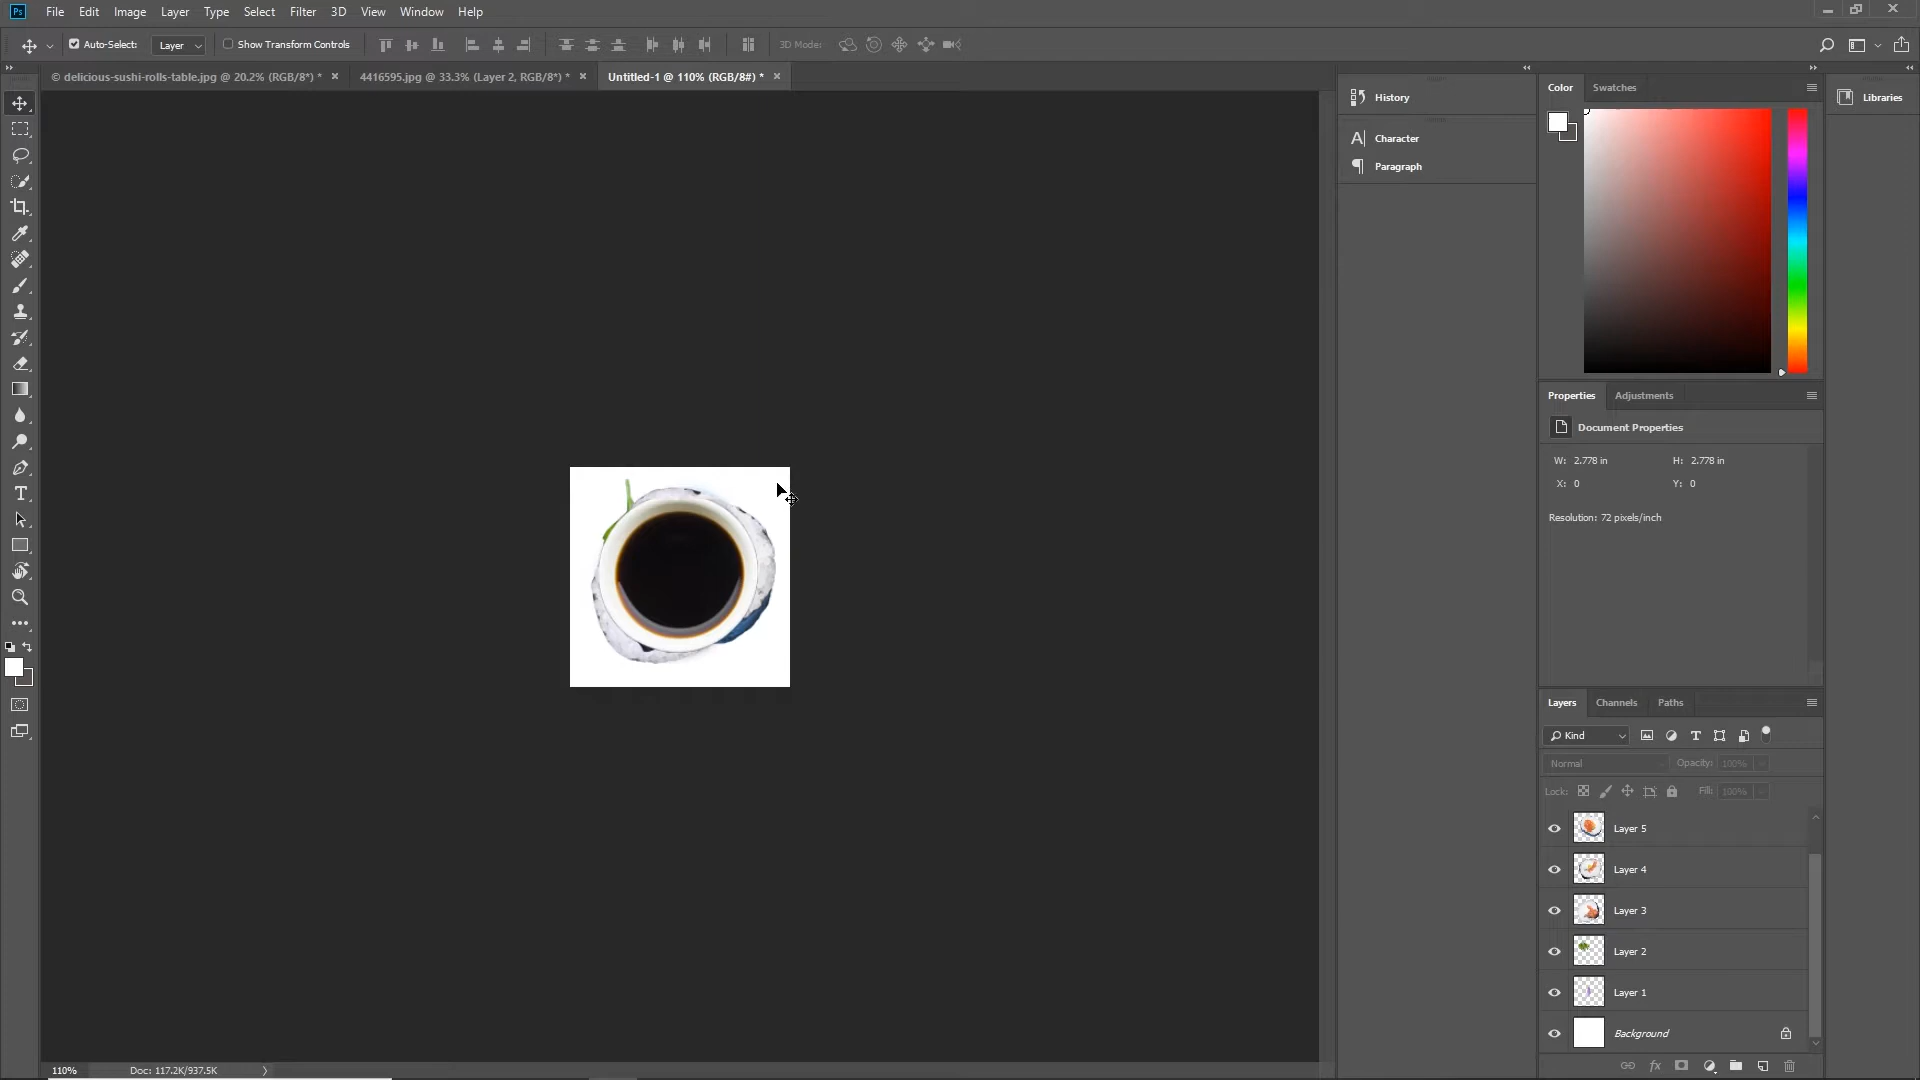 Ps File Edit Image Layer Type Select Filter 3D View Window Help
Auto-Select: Layer Show Transform Controls 3D Mode:
© delicious-sushi-rolls-table.jpg @ 20.2% (RGB/8*) * × 4416595.jpg @ 33.3% (Layer 2, RGB/8*) * × Untitled-1 @ 110% (RGB/8#) * ×
History
Character
Paragraph
Color Swatches
Libraries
Properties Adjustments
Document Properties
W: 2.778 in H: 2.778 in
X: 0 Y: 0
Resolution: 72 pixels/inch
Layers Channels Paths
Kind
Normal Opacity: 100%
Lock: Fill: 100%
Layer 5
Layer 4
Layer 3
Layer 2
Layer 1
Background
fx
110% Doc: 117.2K/937.5K